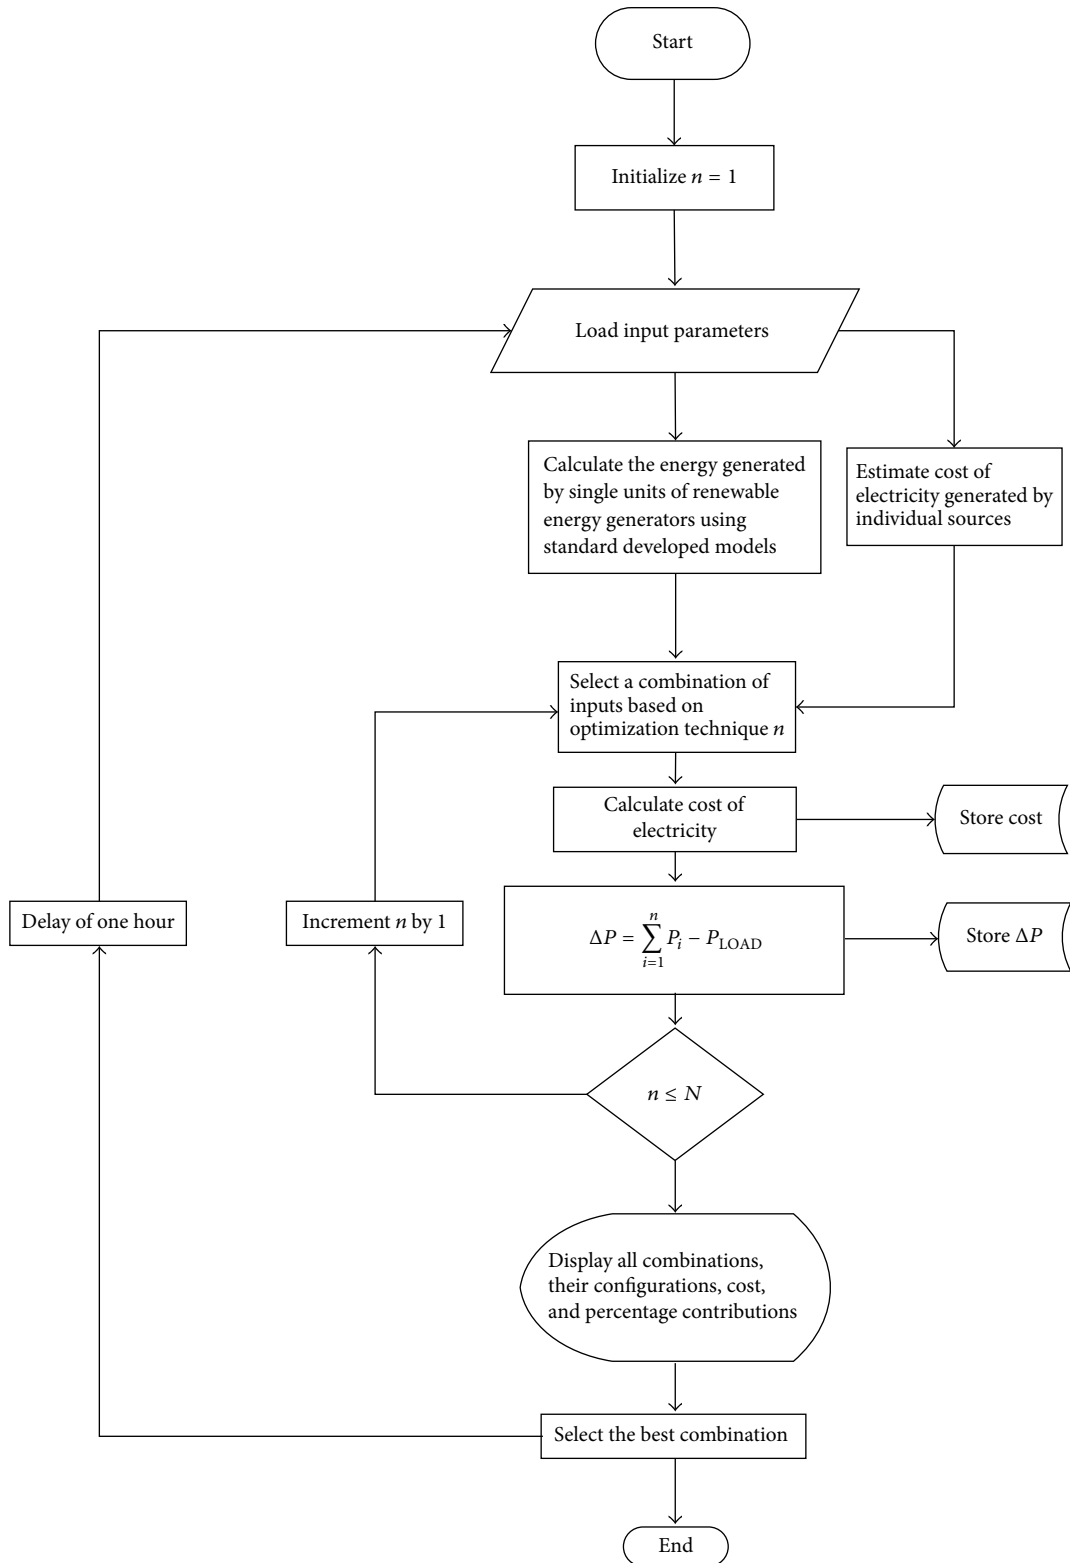 Start
Initialize n = 1
Load input parameters
Calculate the energy generated
by single units of renewable
energy generators using
standard developed models
Estimate cost of
electricity generated by
individual sources
Select a combination of
inputs based on
optimization technique n
Calculate cost of
electricity
Store cost
Delay of one hour
Increment n by 1
ΔP = ∑_{i=1}^{n} P_i − P_LOAD
Store ΔP
n ≤ N
Display all combinations,
their configurations, cost,
and percentage contributions
Select the best combination
End